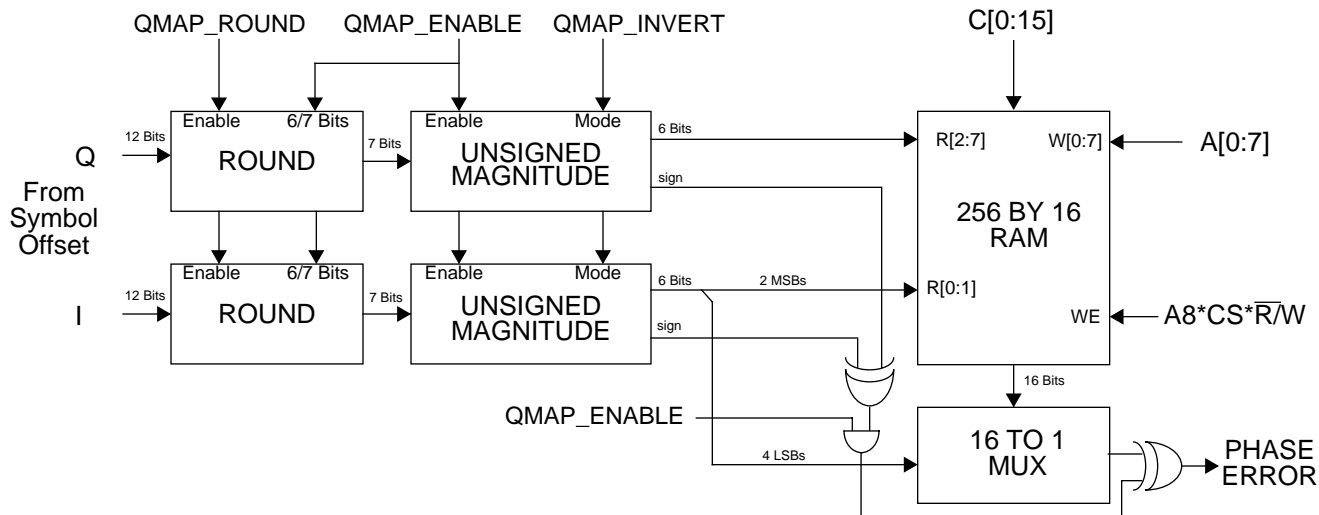 QMAP_ROUND
QMAP_ENABLE
QMAP_INVERT
C[0:15]
Enable
6/7 Bits
Enable
Mode
12 Bits
Q
ROUND
7 Bits
UNSIGNED
MAGNITUDE
6 Bits
sign
R[2:7]
W[0:7]
A[0:7]
From
Symbol
Offset
256 BY 16
RAM
Enable
6/7 Bits
Enable
Mode
12 Bits
I
ROUND
7 Bits
UNSIGNED
MAGNITUDE
6 Bits
2 MSBs
sign
R[0:1]
WE
A8*CS*R̅/W
16 Bits
QMAP_ENABLE
4 LSBs
16 TO 1
MUX
PHASE
ERROR